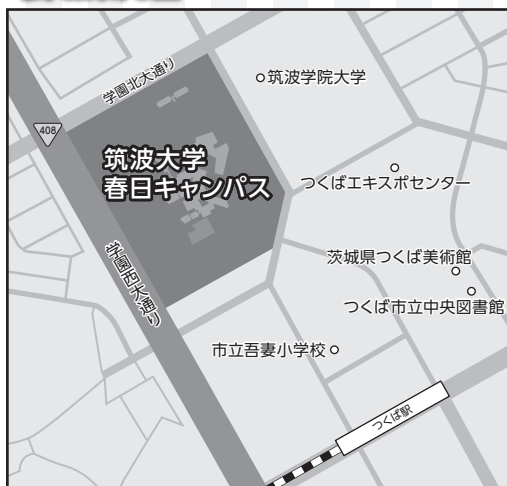 学園北大通り
筑波学院大学
408
筑波大学
春日キャンパス
つくばエキスポセンター
学園西大通り
茨城県つくば美術館
つくば市立中央図書館
市立吾妻小学校
つくば駅